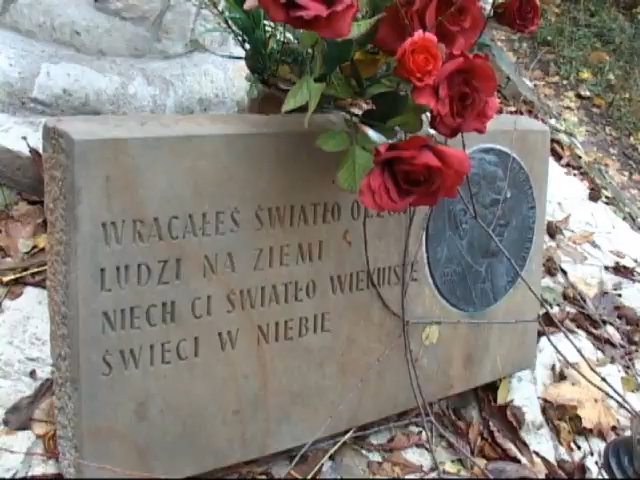 WRACAŁEŚ ŚWIATŁO
LUDZI NA ZIEMI
NIECH CI ŚWIATŁO WIEKUISTE
ŚWIECI W NIEBIE